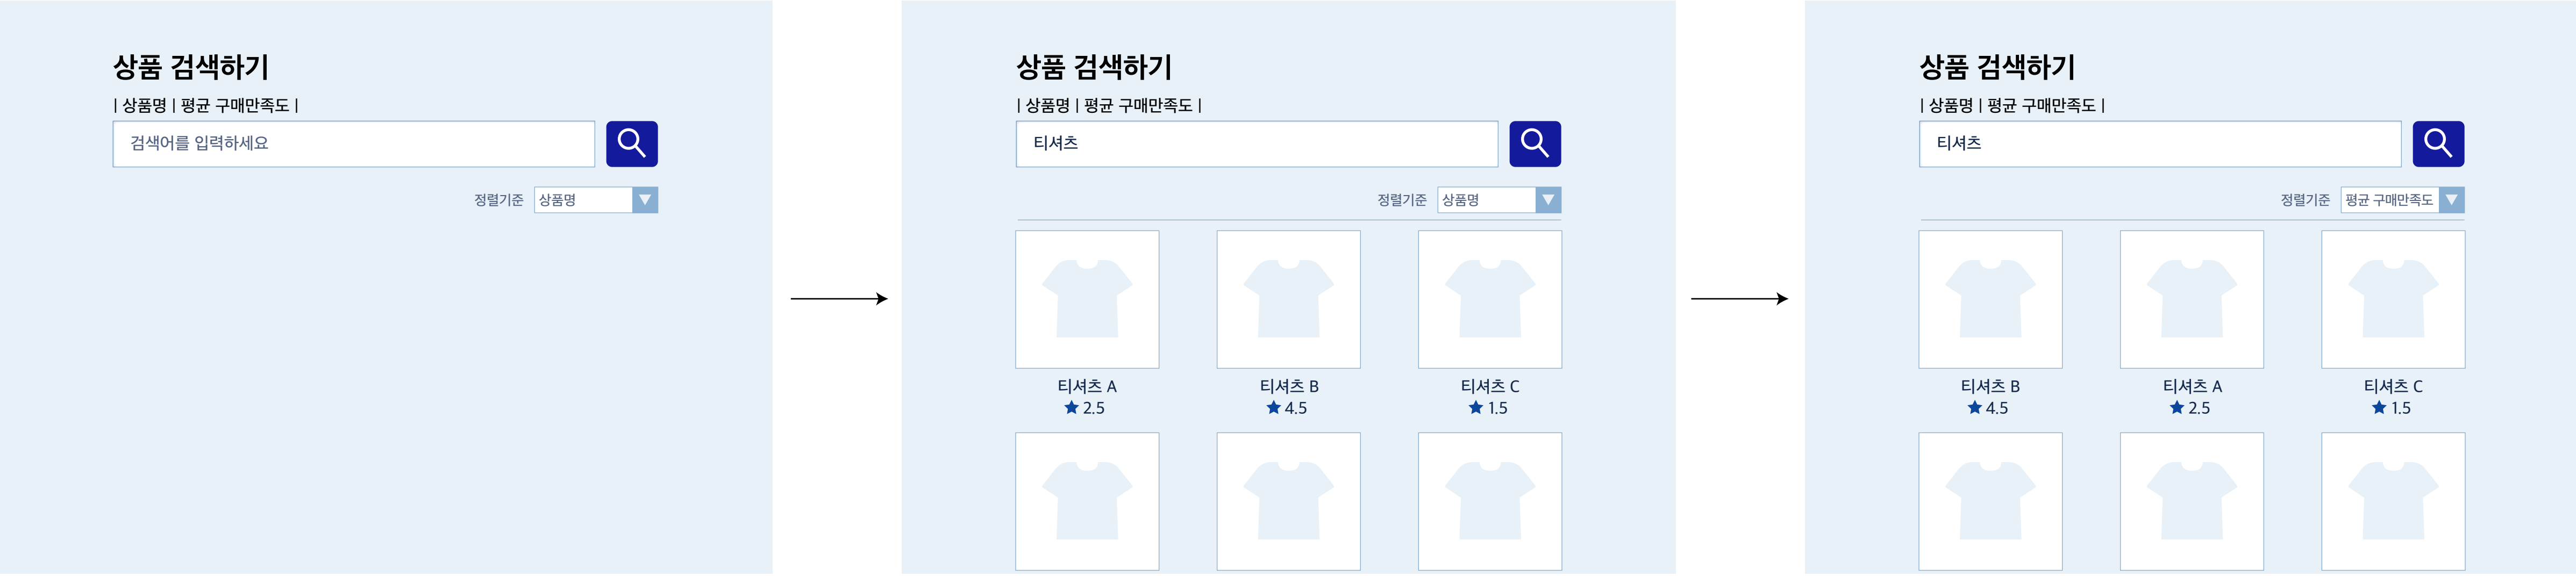 상품 검색하기
| 상품명 | 평균 구매만족도 |
검색어를 입력하세요
정렬기준 상품명
상품 검색하기
| 상품명 | 평균 구매만족도 |
티셔츠
정렬기준 상품명
티셔츠 A 티셔츠 B 티셔츠 C
★ 2.5 ★ 4.5 ★ 1.5
상품 검색하기
| 상품명 | 평균 구매만족도 |
티셔츠
정렬기준 평균 구매만족도
티셔츠 B 티셔츠 A 티셔츠 C
★ 4.5 ★ 2.5 ★ 1.5